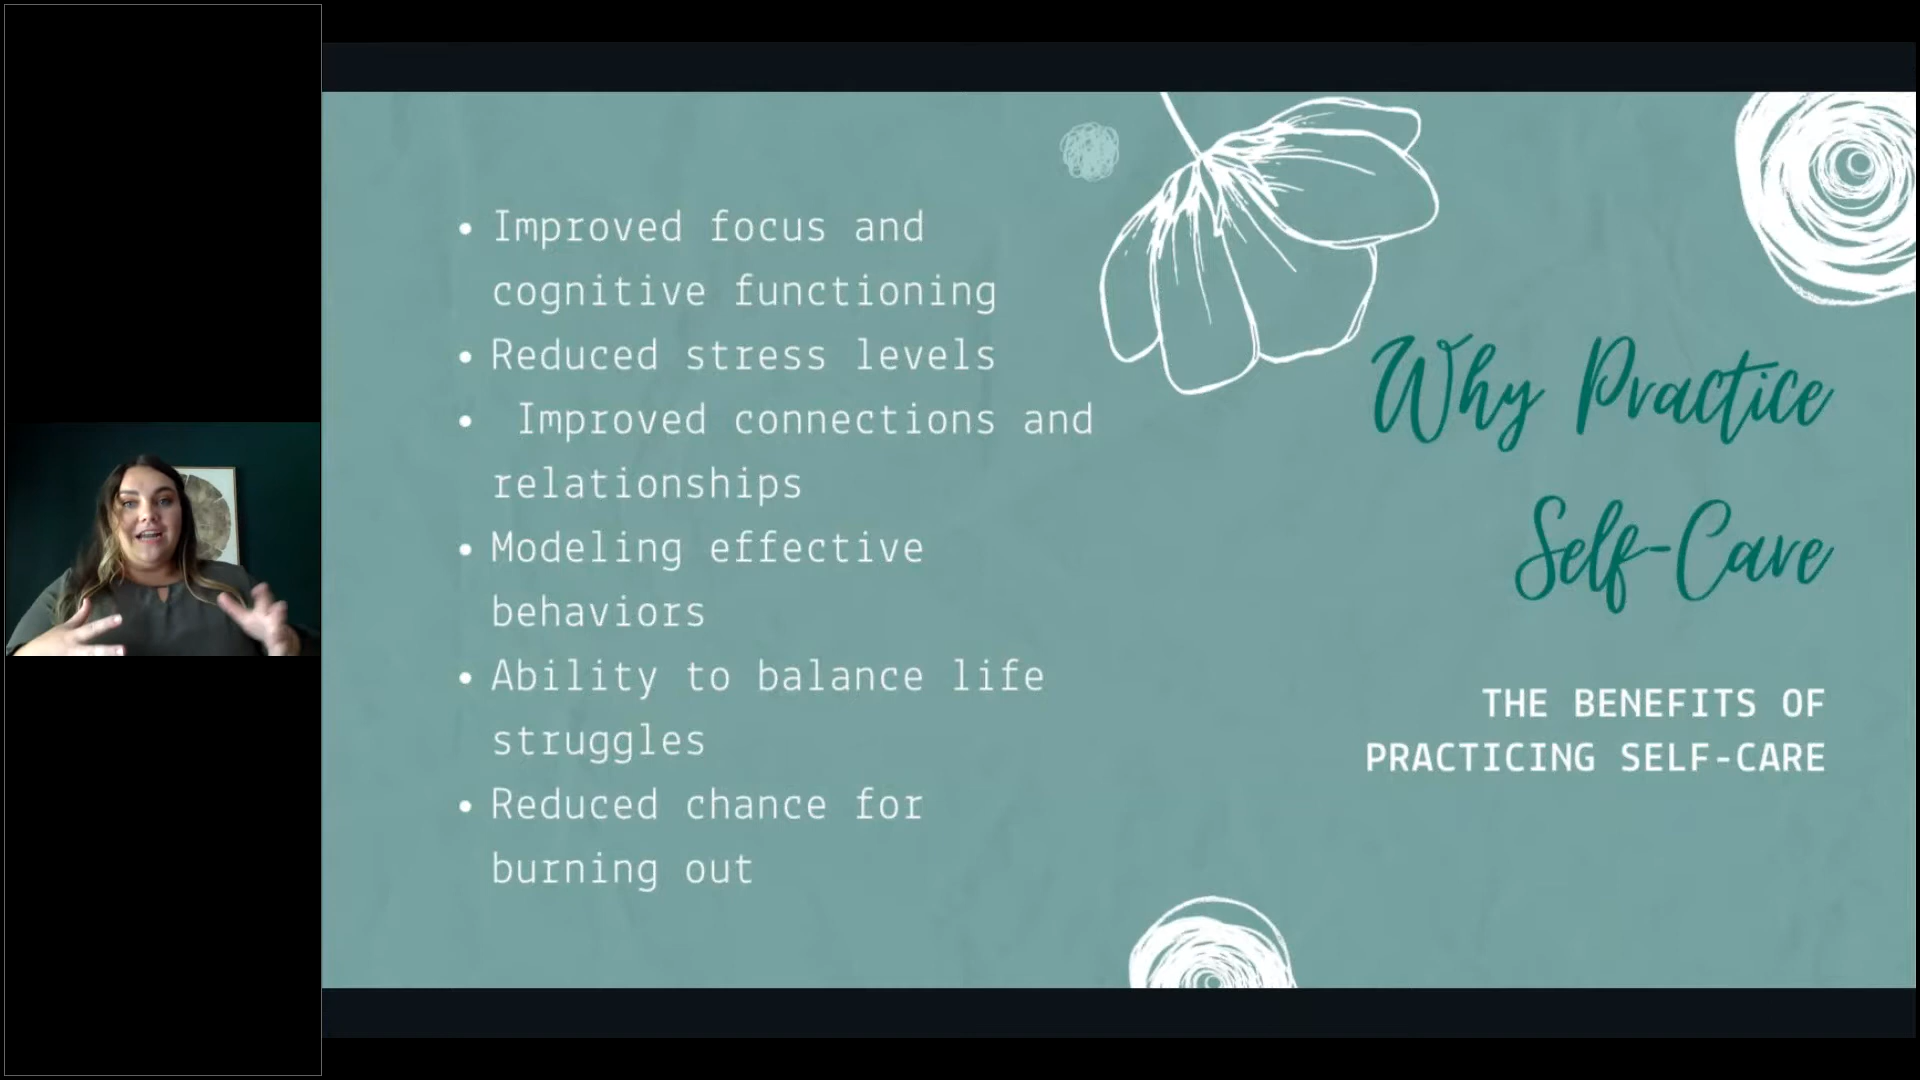 • Improved focus and
cognitive functioning
• Reduced stress levels
• Improved connections and
relationships
• Modeling effective
behaviors
• Ability to balance life
struggles
• Reduced chance for
burning out
Why Practice
Self-Care
THE BENEFITS OF
PRACTICING SELF-CARE